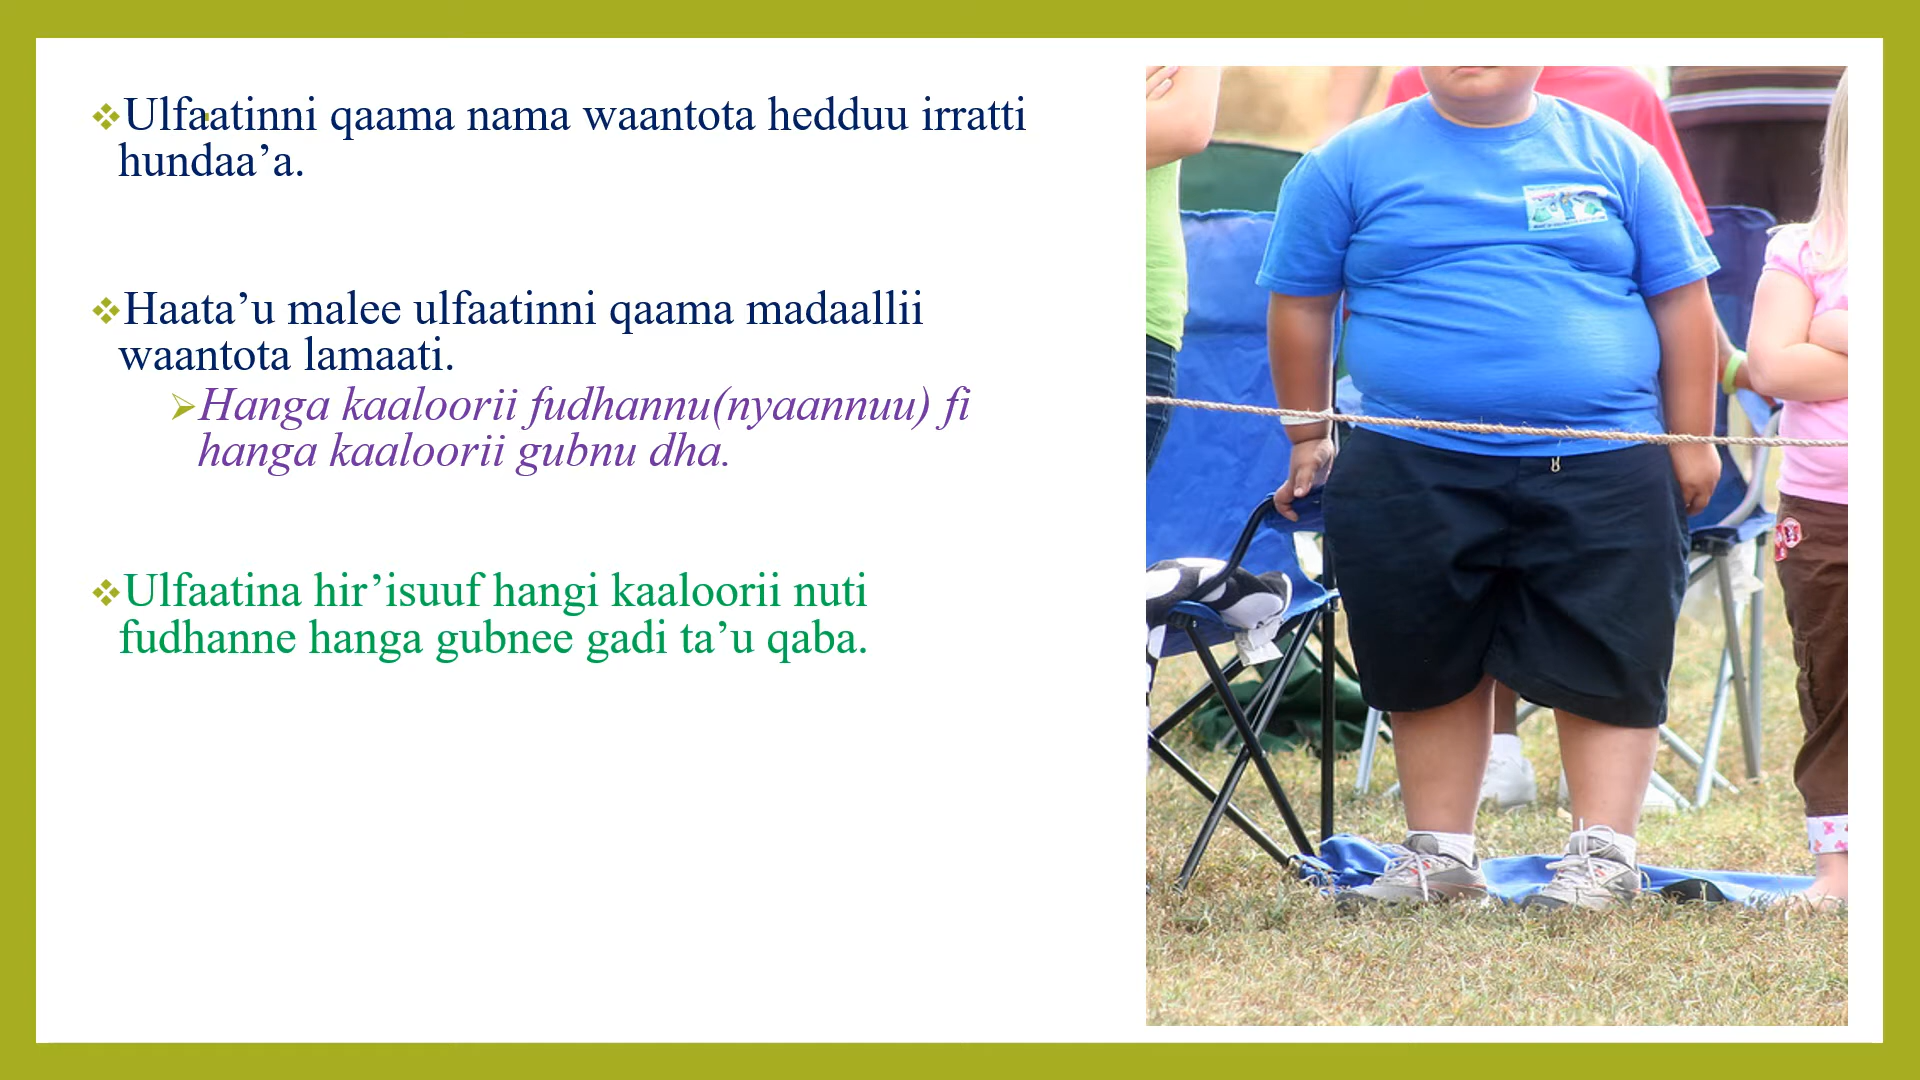 Ulfaatinni qaama nama waantota hedduu irratti
hundaa’a.
Haata’u malee ulfaatinni qaama madaallii
waantota lamaati.
Hanga kaaloorii fudhannu(nyaannuu) fi
hanga kaaloorii gubnu dha.
Ulfaatina hir’isuuf hangi kaaloorii nuti
fudhanne hanga gubnee gadi ta’u qaba.